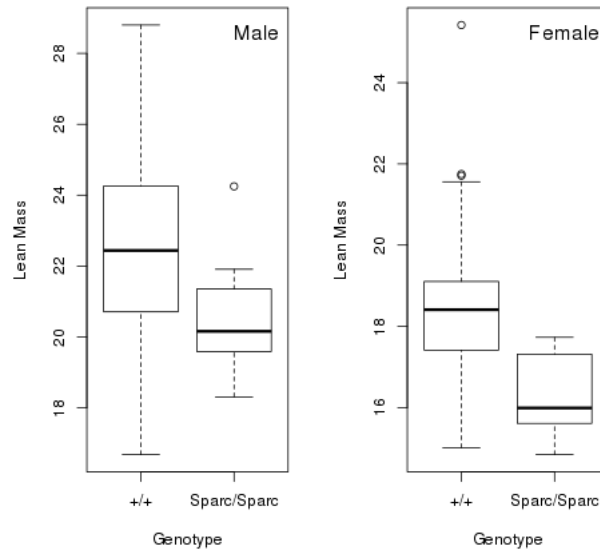 Male
Lean Mass
28
26
24
22
20
18
+/+
Sparc/Sparc
Genotype
Female
Lean Mass
24
22
20
18
16
+/+
Sparc/Sparc
Genotype